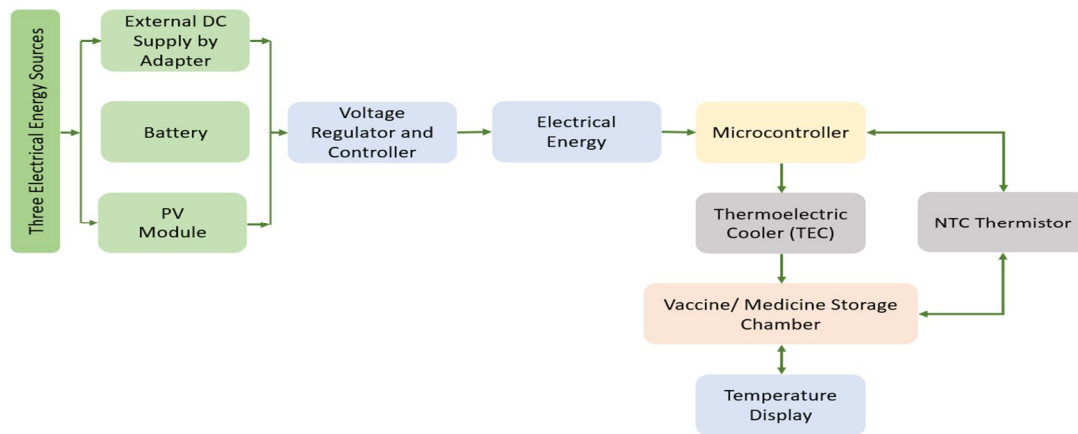 Three Electrical Energy Sources
External DC
Supply by
Adapter
Battery
PV
Module
Voltage
Regulator and
Controller
Electrical
Energy
Microcontroller
Thermoelectric
Cooler (TEC)
NTC Thermistor
Vaccine/ Medicine Storage
Chamber
Temperature
Display